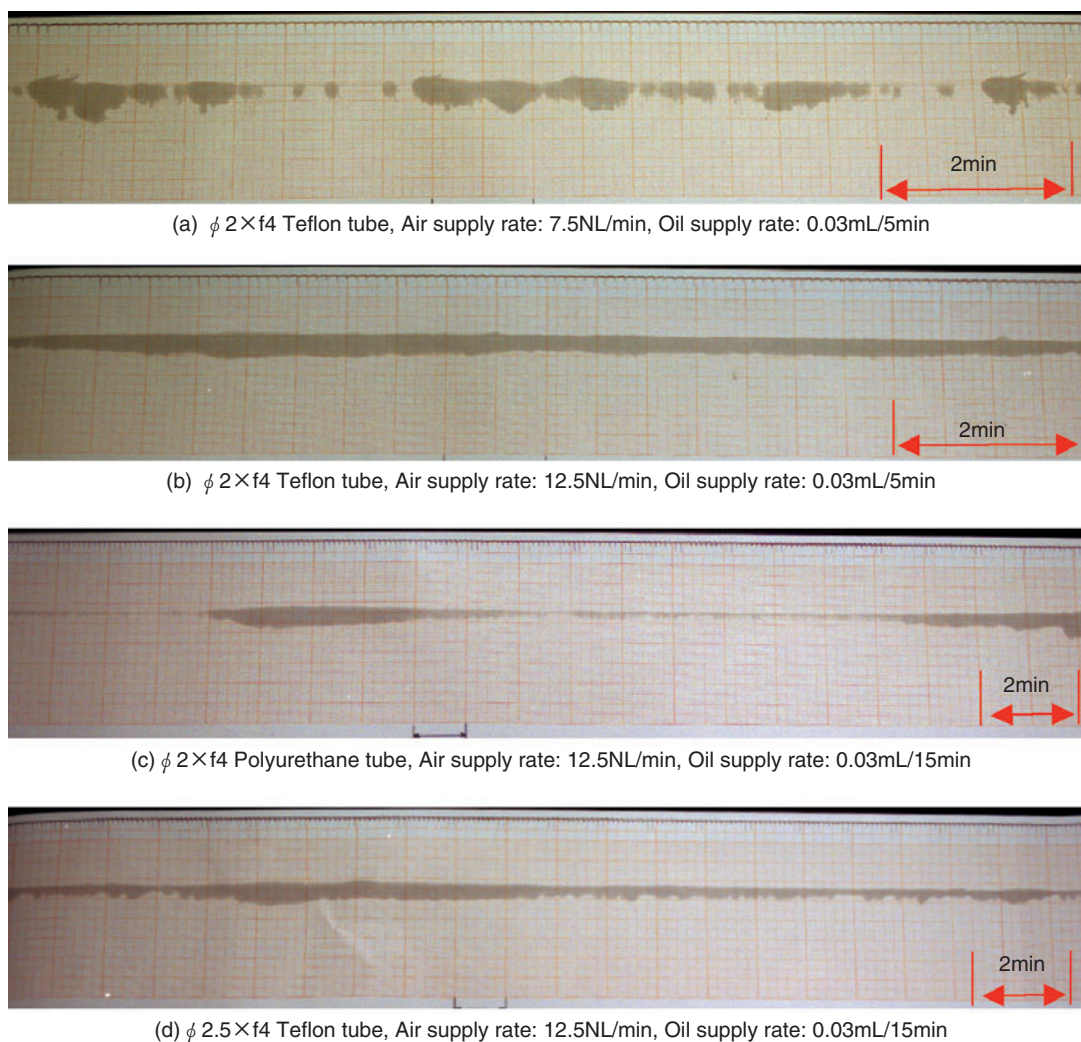 2min
(a) ϕ 2×f4 Teflon tube, Air supply rate: 7.5NL/min, Oil supply rate: 0.03mL/5min
2min
(b) ϕ 2×f4 Teflon tube, Air supply rate: 12.5NL/min, Oil supply rate: 0.03mL/5min
2min
(c) ϕ 2×f4 Polyurethane tube, Air supply rate: 12.5NL/min, Oil supply rate: 0.03mL/15min
2min
(d) ϕ 2.5×f4 Teflon tube, Air supply rate: 12.5NL/min, Oil supply rate: 0.03mL/15min